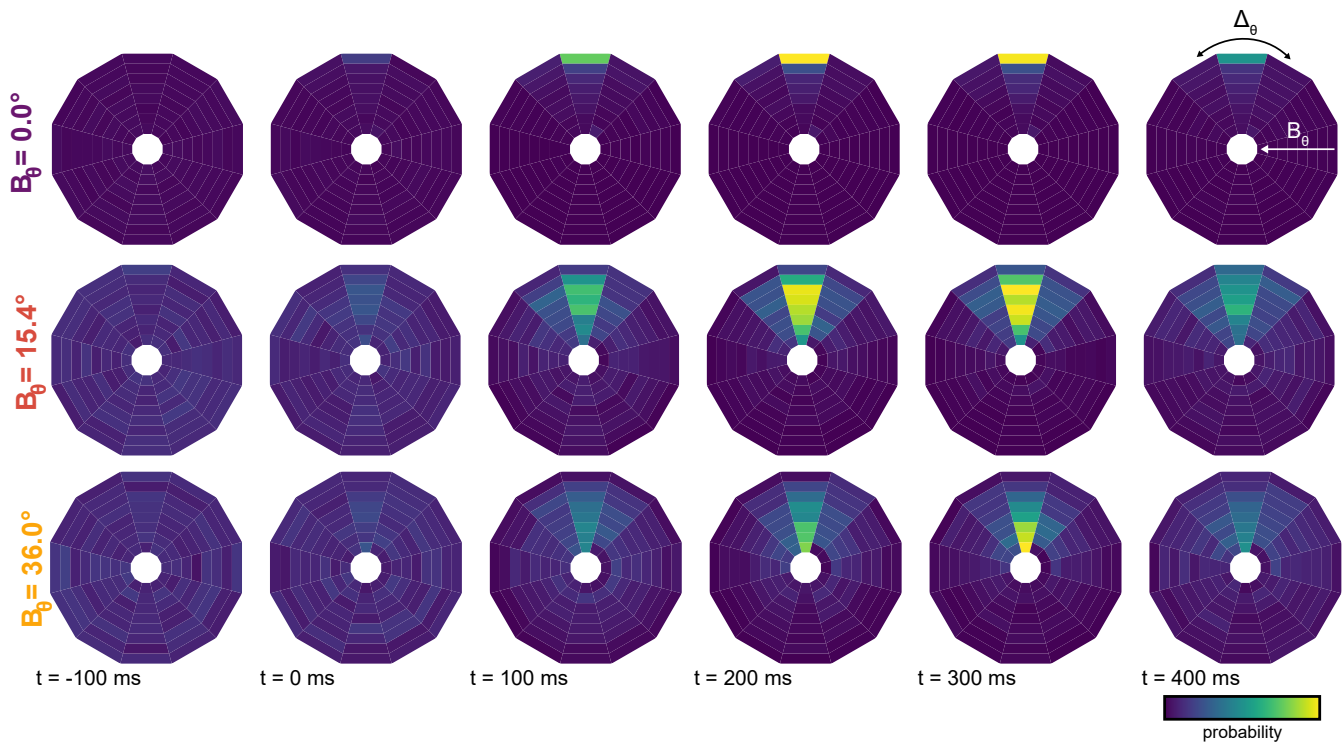 Δθ
Bθ = 0.0°
Bθ
Bθ = 15.4°
Bθ = 36.0°
t = -100 ms
t = 0 ms
t = 100 ms
t = 200 ms
t = 300 ms
t = 400 ms
probability